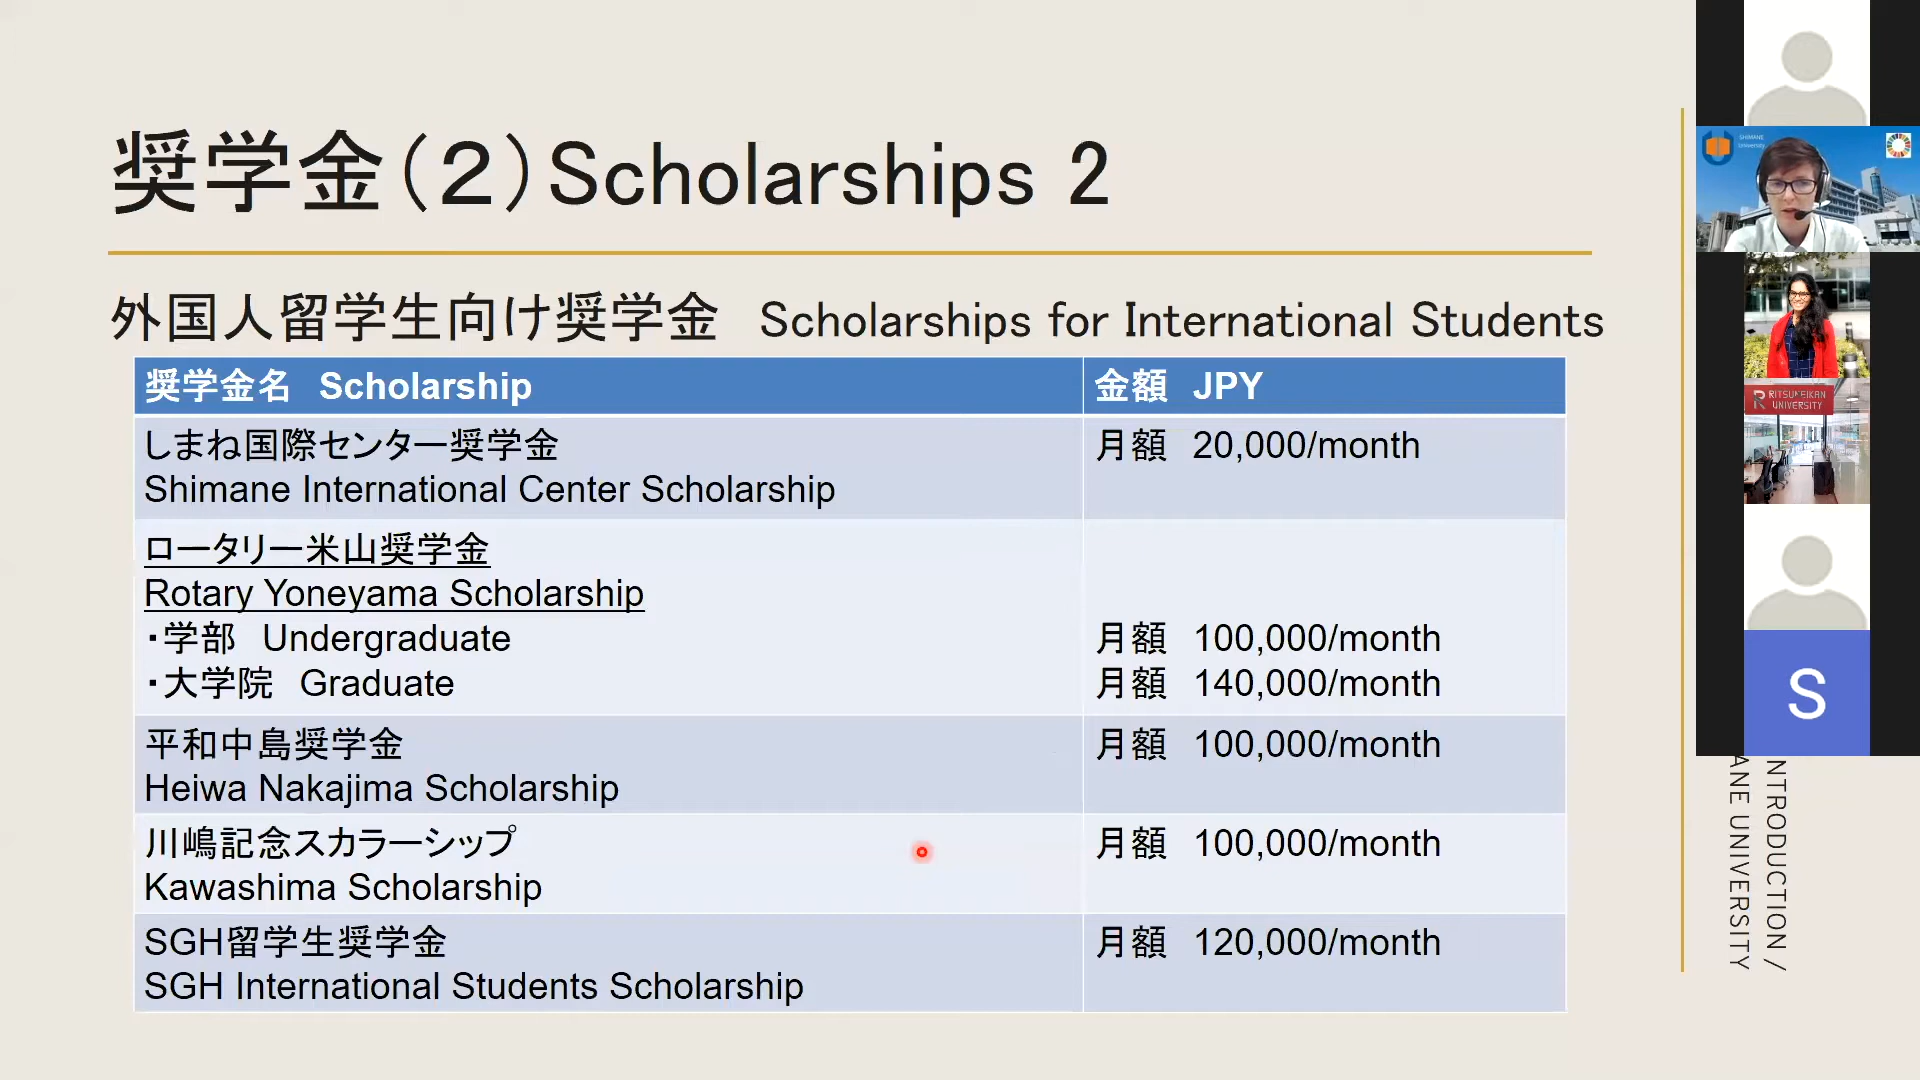 奨学金（２）Scholarships 2
外国人留学生向け奨学金　Scholarships for International Students
奨学金名　Scholarship
金額　JPY
しまね国際センター奨学金
Shimane International Center Scholarship
月額　20,000/month
ロータリー米山奨学金
Rotary Yoneyama Scholarship
・学部　Undergraduate
月額　100,000/month
・大学院　Graduate
月額　140,000/month
平和中島奨学金
Heiwa Nakajima Scholarship
月額　100,000/month
川嶋記念スカラーシップ
Kawashima Scholarship
月額　100,000/month
SGH留学生奨学金
SGH International Students Scholarship
月額　120,000/month
SHIMANE
University
R RITSUMEIKAN
UNIVERSITY
S
NTRODUCTION /
ANE UNIVERSITY